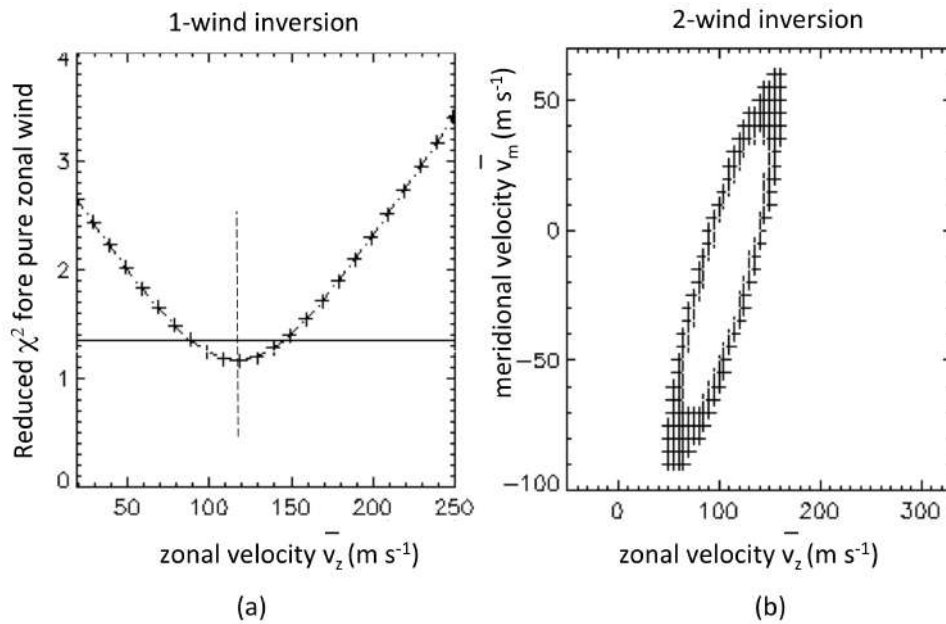 1-wind inversion
2-wind inversion
Reduced χ² fore pure zonal wind
4
3
2
1
0
50 100 150 200 250
zonal velocity v̅z (m s⁻¹)
(a)
meridional velocity v̅m (m s⁻¹)
50
0
−50
−100
0 100 200 300
zonal velocity v̅z (m s⁻¹)
(b)